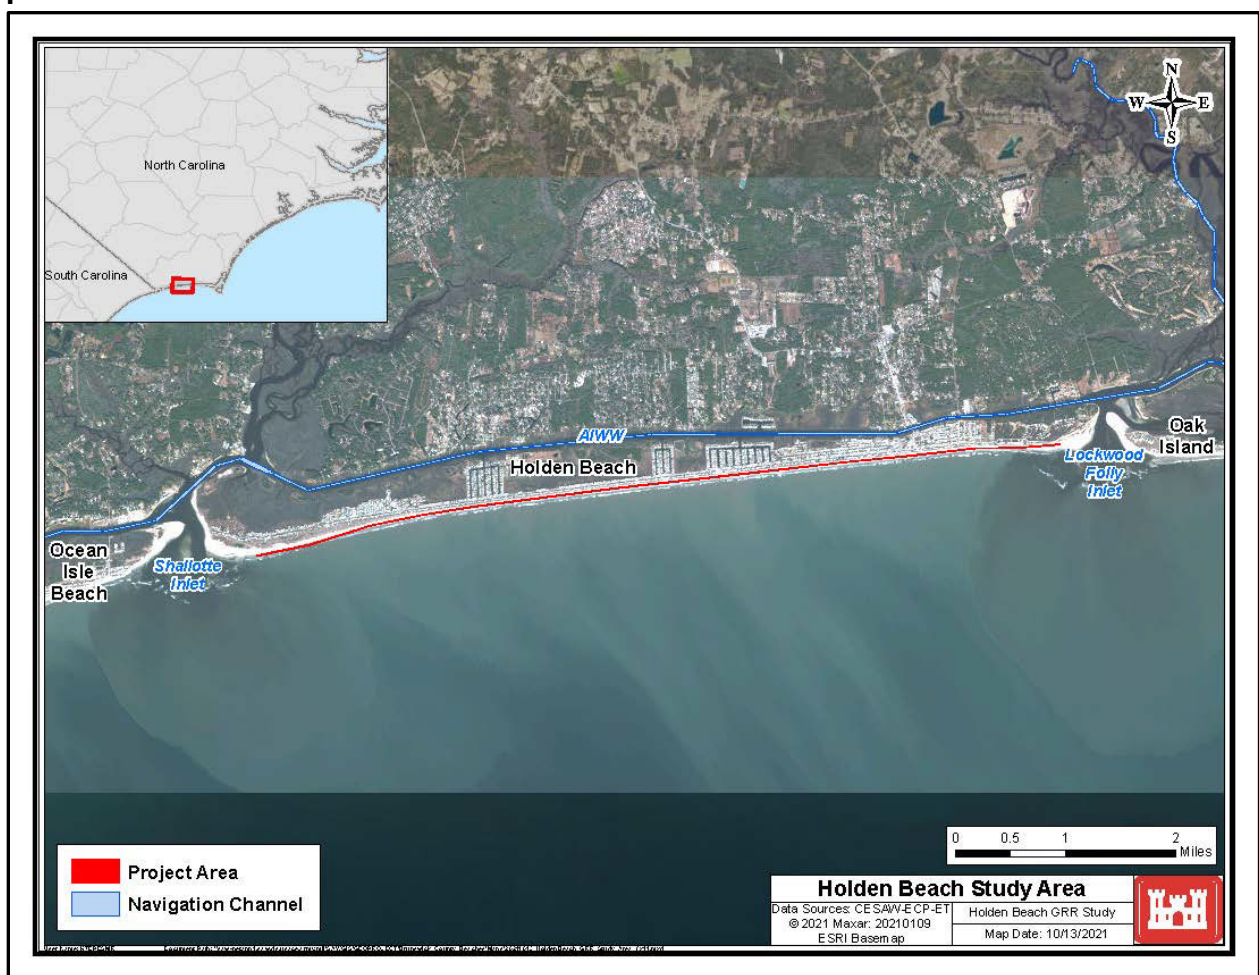 North Carolina
South Carolina
N
W E
S
AIWW
Holden Beach
Oak
Island
Lockwood
Folly
Inlet
Ocean
Isle
Beach
Shallotte
Inlet
0 0.5 1 2
Miles
Project Area
Navigation Channel
Holden Beach Study Area
Data Sources: CESAW-ECP-ET
© 2021 Maxar: 20210109
ESRI Basemap
Holden Beach GRR Study
Map Date: 10/13/2021